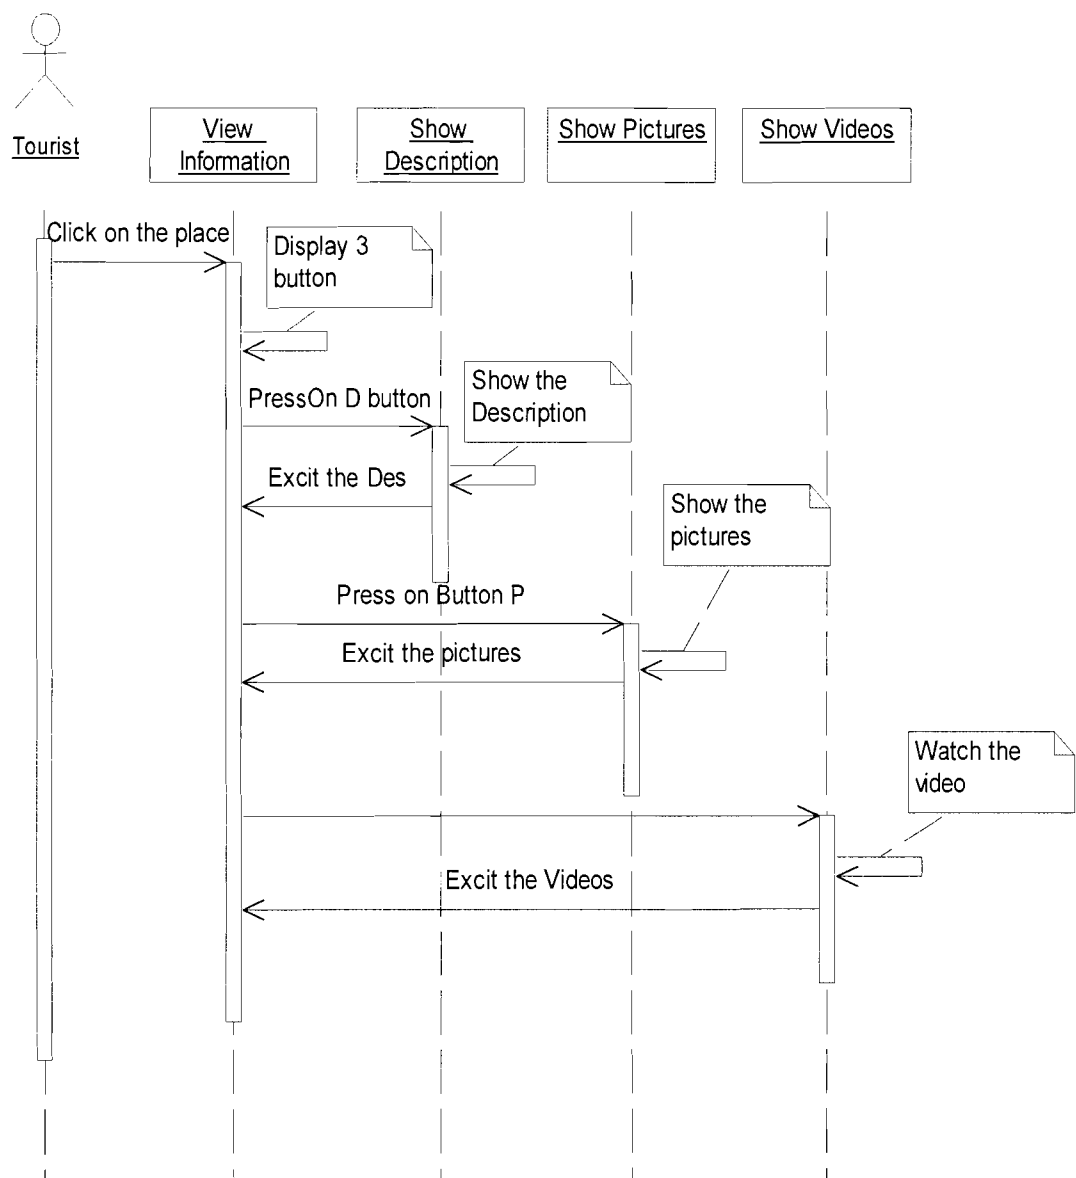 Tourist
View
Information
Show
Description
Show Pictures
Show Videos
Click on the place
Display 3
button
PressOn D button
Show the
Description
Excit the Des
Show the
pictures
Press on Button P
Excit the pictures
Watch the
video
Excit the Videos